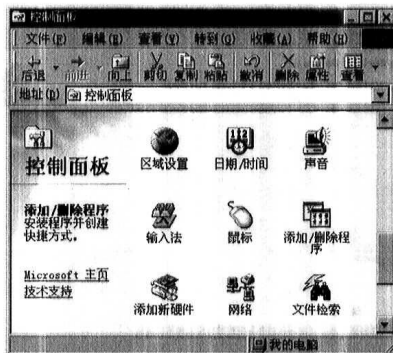 控制面板
文件(F) 编辑(E) 查看(V) 转到(G) 收藏(A) 帮助(H)
后退 前进 向上 剪切 复制 粘贴 撤消 删除 属性 查看
地址(D) 控制面板
控制面板
添加/删除程序
安装程序并创建
快捷方式。
Microsoft 主页
技术支持
区域设置 日期/时间 声音
输入法 鼠标 添加/删除程
序
添加新硬件 网络 文件检索
我的电脑